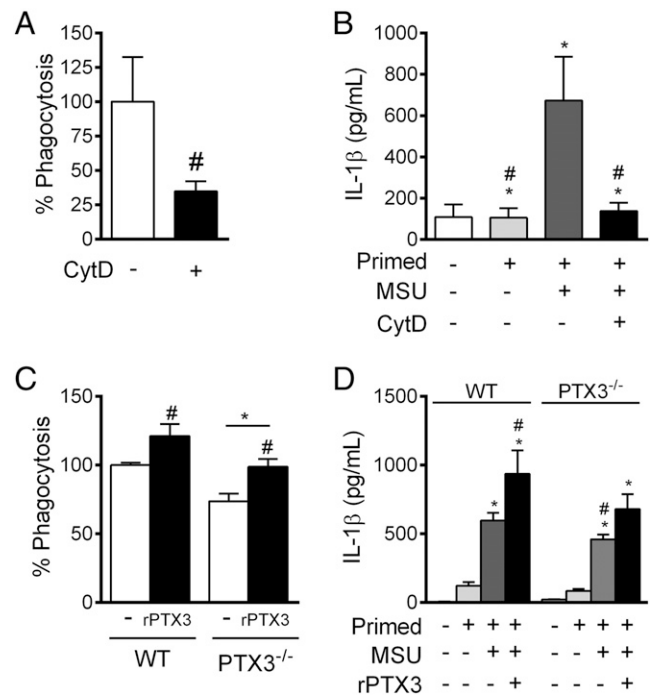 A
% Phagocytosis
150
125
100
75
50
25
0
#
CytD - +
B
IL-1β (pg/mL)
1000
800
600
400
200
0
# * * # *
Primed - + + +
MSU - - + +
CytD - - - +
C
% Phagocytosis
150
100
50
0
# * #
- rPTX3 - rPTX3
WT PTX3-/-
D
WT PTX3-/-
IL-1β (pg/mL)
1500
1000
500
0
* # * # * *
Primed - + + + - + + +
MSU - - + + - - + +
rPTX3 - - - + - - - +